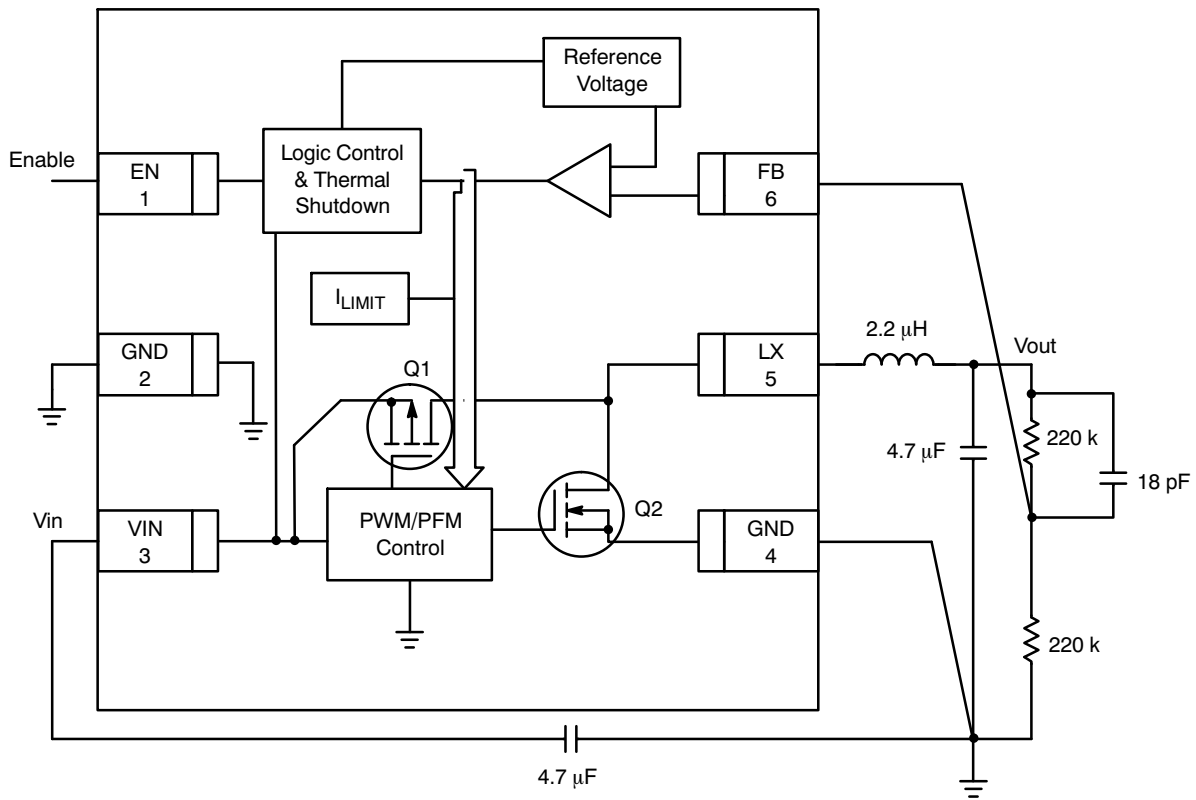 Reference
Voltage
Enable
EN
1
Logic Control
& Thermal
Shutdown
FB
6
ILIMIT
GND
2
Q1
LX
5
2.2 μH
Vout
220 k
4.7 μF
18 pF
Vin
VIN
3
PWM/PFM
Control
Q2
GND
4
220 k
4.7 μF